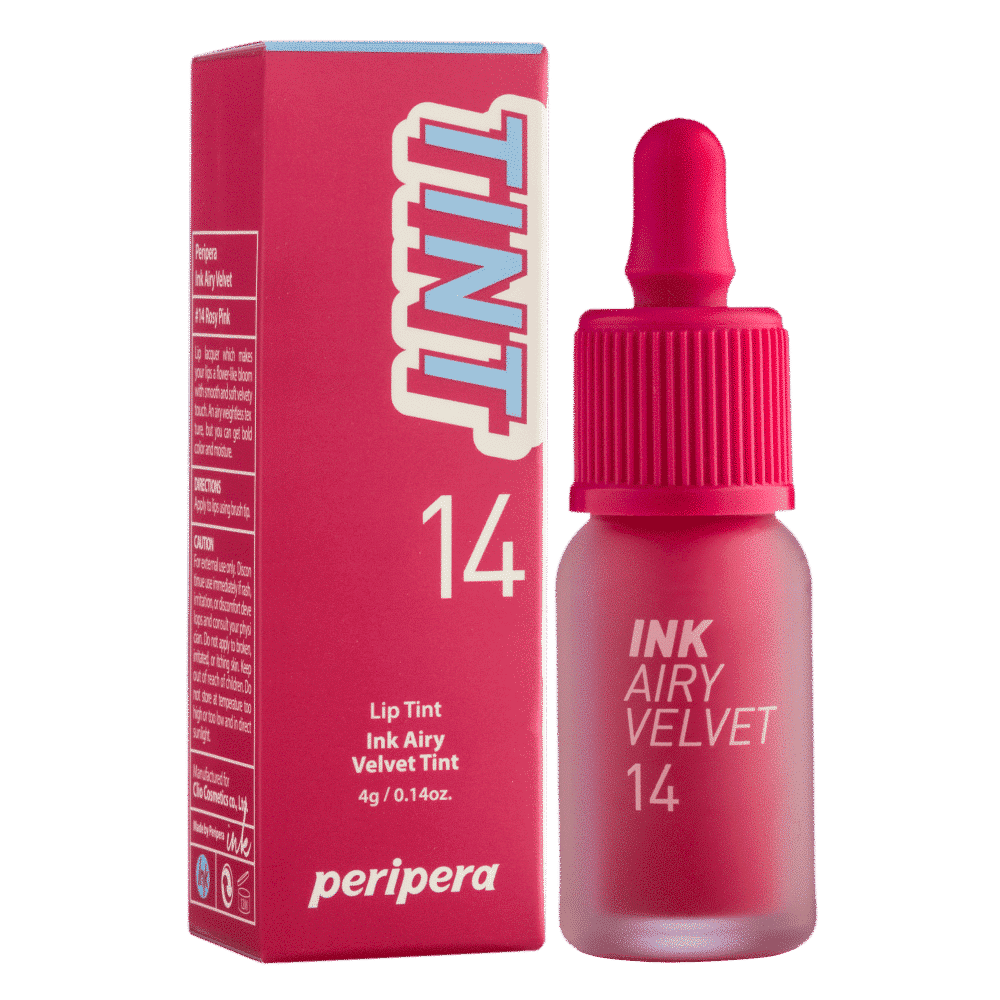 Peripera
Ink Airy Velvet
#14 Rosy Pink
Lip lacquer which makes
your lips a flower-like bloom
with smooth and soft velvety
touch. An airy weightless tex
ture, but you can get bold
color and moisture.
DIRECTIONS
Apply to lips using brush tip.
CAUTION
For external use only. Discon
tinue use immediately if rash,
irritation, or discomfort deve
lops and consult your physi
cian. Do not apply to broken,
irritated, or itching skin. Keep
out of reach of children. Do
not store at temperature too
high or too low and in direct
sunlight.
Manufactured for
Clio Cosmetics co., Ltd.
Made by Peripera
ink
ink
TINT
14
Lip Tint
Ink Airy
Velvet Tint
4g / 0.14oz.
peripera
INK
AIRY
VELVET
14